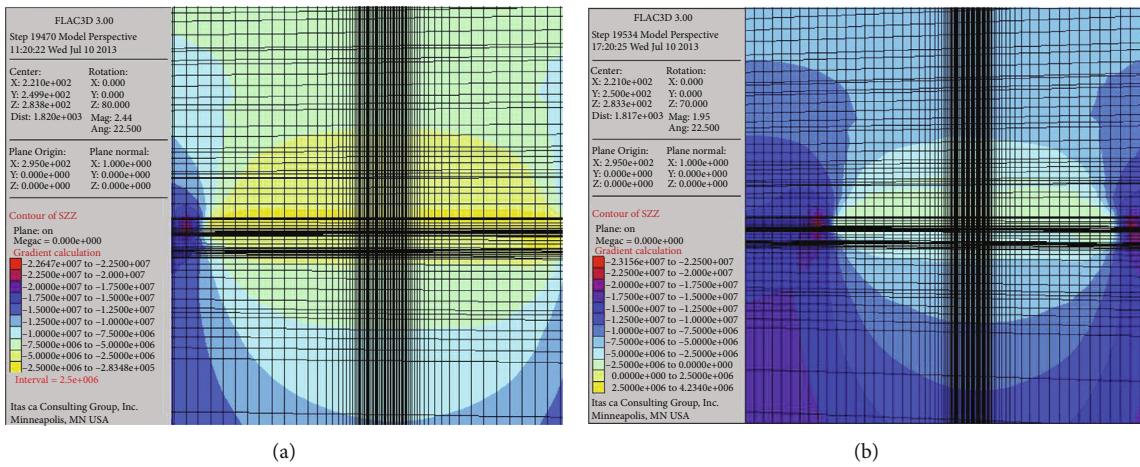 FLAC3D 3.00
Step 19470 Model Perspective
11:20:22 Wed Jul 10 2013
Center: Rotation:
X: 2.210e+002 X: 0.000
Y: 2.499e+002 Y: 0.000
Z: 2.838e+002 Z: 80.000
Dist: 1.820e+003 Mag: 2.44
Ang: 22.500
Plane Origin: Plane normal:
X: 2.950e+002 X: 1.000e+000
Y: 0.000e+000 Y: 0.000e+000
Z: 0.000e+000 Z: 0.000e+000
Contour of SZZ
Plane: on
Megac = 0.000e+000
Gradient calculation
−2.2647e+007 to −2.2500+007
−2.2500e+007 to −2.000+007
−2.0000e+007 to −1.7500e+007
−1.7500e+007 to −1.5000e+007
−1.5000e+007 to −1.2500e+007
−1.2500e+007 to −1.0000e+007
−1.0000e+007 to −7.5000e+006
−7.5000e+006 to −5.0000e+006
−5.0000e+006 to −2.5000e+006
−2.5000e+006 to −2.8348e+005
Interval = 2.5e+006
Itas ca Consulting Group, Inc.
Minneapolis, MN USA
(a)
FLAC3D 3.00
Step 19534 Model Perspective
17:20:25 Wed Jul 10 2013
Center: Rotation:
X: 2.210e+002 X: 0.000
Y: 2.500e+002 Y: 0.000
Z: 2.833e+002 Z: 70.000
Dist: 1.817e+003 Mag: 1.95
Ang: 22.500
Plane Origin: Plane normal:
X: 2.950e+002 X: 1.000e+000
Y: 0.000e+000 Y: 0.000e+000
Z: 0.000e+000 Z: 0.000e+000
Contour of SZZ
Plane: on
Megac = 0.000e+000
Gradient calculation
−2.3156e+007 to −2.2500+007
−2.2500e+007 to −2.000+007
2.0000e+007 to −1.7500e+007
−1.7500e+007 to −1.5000e+007
−1.5000e+007 to −1.2500e+007
−1.2500e+007 to −1.0000e+007
1.0000e+007 to −7.5000e+006
7.5000e+006 to −5.0000e+006
−5.0000e+006 to −2.5000e+006
−2.5000e+006 to 0.0000e+000
0.0000e+000 to 2.5000e+006
2.5000e+006 to 4.2340e+006
Itas ca Consulting Group, Inc.
Minneapolis, MN USA
(b)